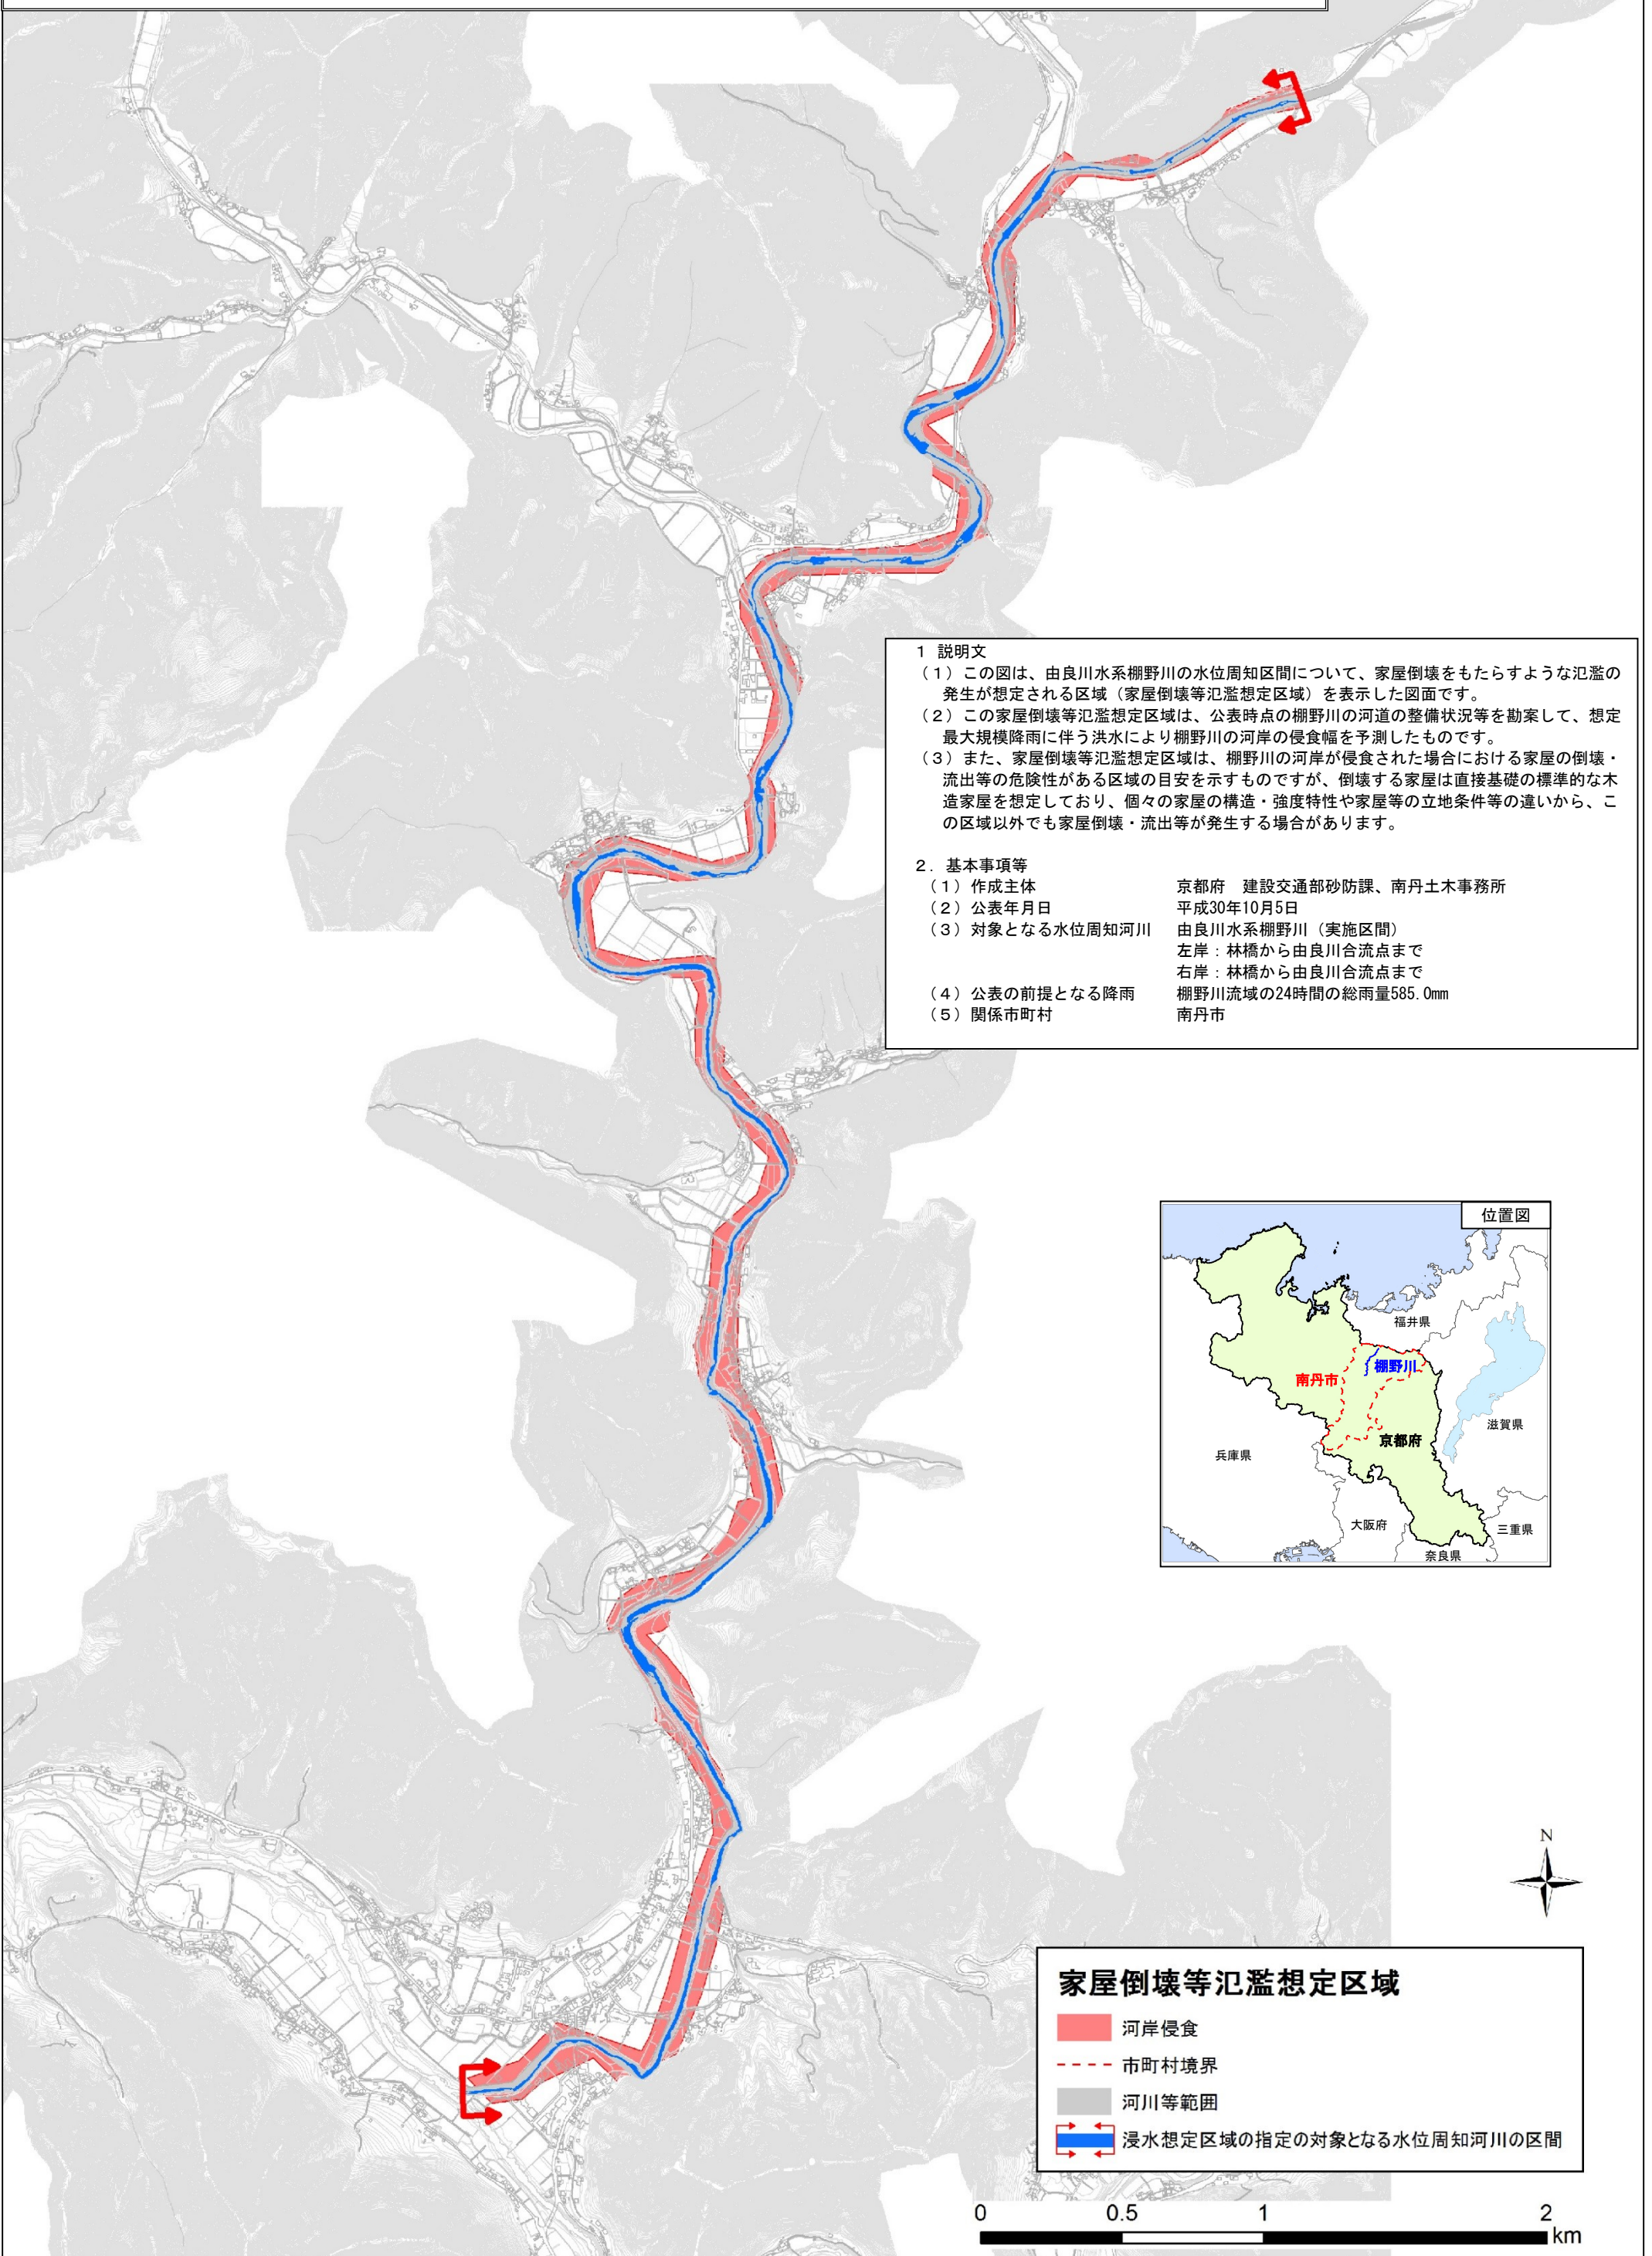 1 説明文
（１）この図は、由良川水系棚野川の水位周知区間について、家屋倒壊をもたらすような氾濫の
発生が想定される区域（家屋倒壊等氾濫想定区域）を表示した図面です。
（２）この家屋倒壊等氾濫想定区域は、公表時点の棚野川の河道の整備状況等を勘案して、想定
最大規模降雨に伴う洪水により棚野川の河岸の侵食幅を予測したものです。
（３）また、家屋倒壊等氾濫想定区域は、棚野川の河岸が侵食された場合における家屋の倒壊・
流出等の危険性がある区域の目安を示すものですが、倒壊する家屋は直接基礎の標準的な木
造家屋を想定しており、個々の家屋の構造・強度特性や家屋等の立地条件等の違いから、こ
の区域以外でも家屋倒壊・流出等が発生する場合があります。
２．基本事項等
（１）作成主体 京都府 建設交通部砂防課、南丹土木事務所
（２）公表年月日 平成30年10月5日
（３）対象となる水位周知河川 由良川水系棚野川（実施区間）
左岸：林橋から由良川合流点まで
右岸：林橋から由良川合流点まで
（４）公表の前提となる降雨 棚野川流域の24時間の総雨量585.0mm
（５）関係市町村 南丹市
位置図
福井県
棚野川
南丹市
滋賀県
京都府
兵庫県
大阪府
三重県
奈良県
N
家屋倒壊等氾濫想定区域
河岸侵食
市町村境界
河川等範囲
浸水想定区域の指定の対象となる水位周知河川の区間
0 0.5 1 2
km